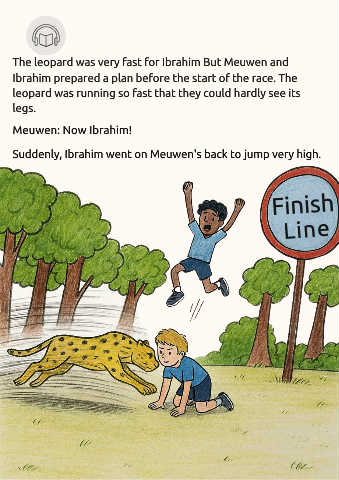 The leopard was very fast for Ibrahim But Meuwen and
Ibrahim prepared a plan before the start of the race. The
leopard was running so fast that they could hardly see its
legs.
Meuwen: Now Ibrahim!
Suddenly, Ibrahim went on Meuwen's back to jump very high.
Finish
Line